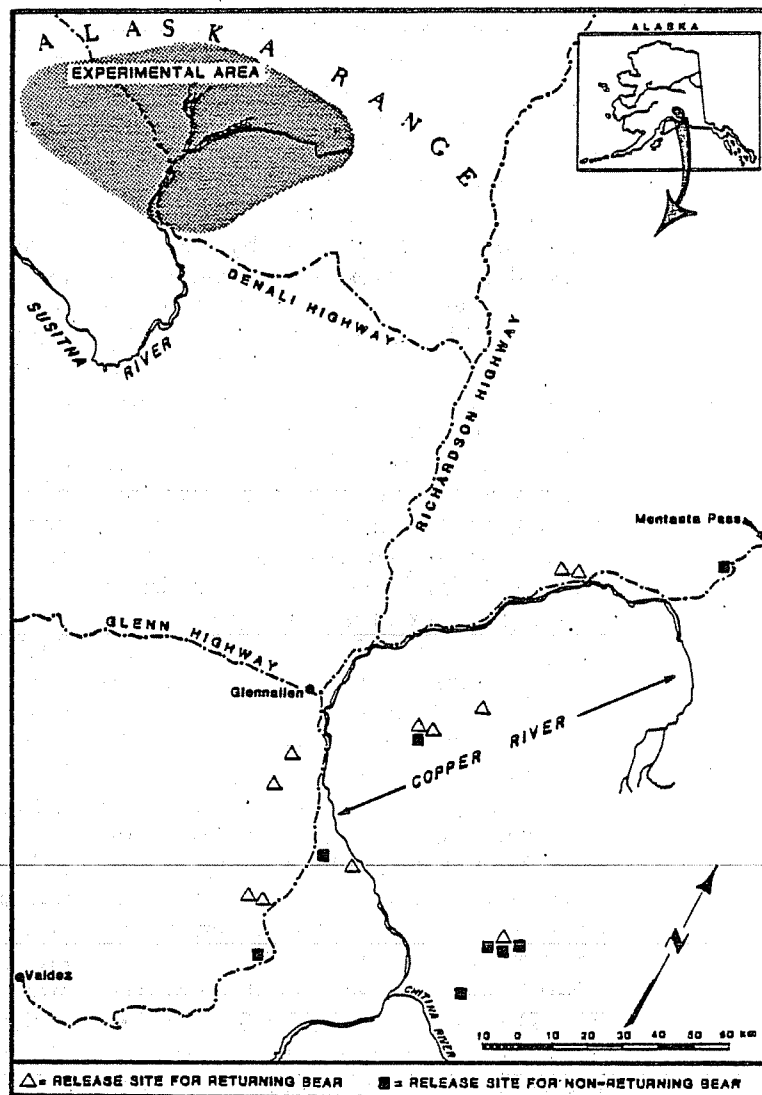 ALASKA RANGE
EXPERIMENTAL AREA
ALASKA
DENALI HIGHWAY
SUSITNA
RIVER
RICHARDSON HIGHWAY
Mentasta Pass
GLENN HIGHWAY
Glennallen
COPPER RIVER
N
Valdez
CHITINA RIVER
10 0 10 20 30 40 50 60 KM
△ = RELEASE SITE FOR RETURNING BEAR ■ = RELEASE SITE FOR NON-RETURNING BEAR